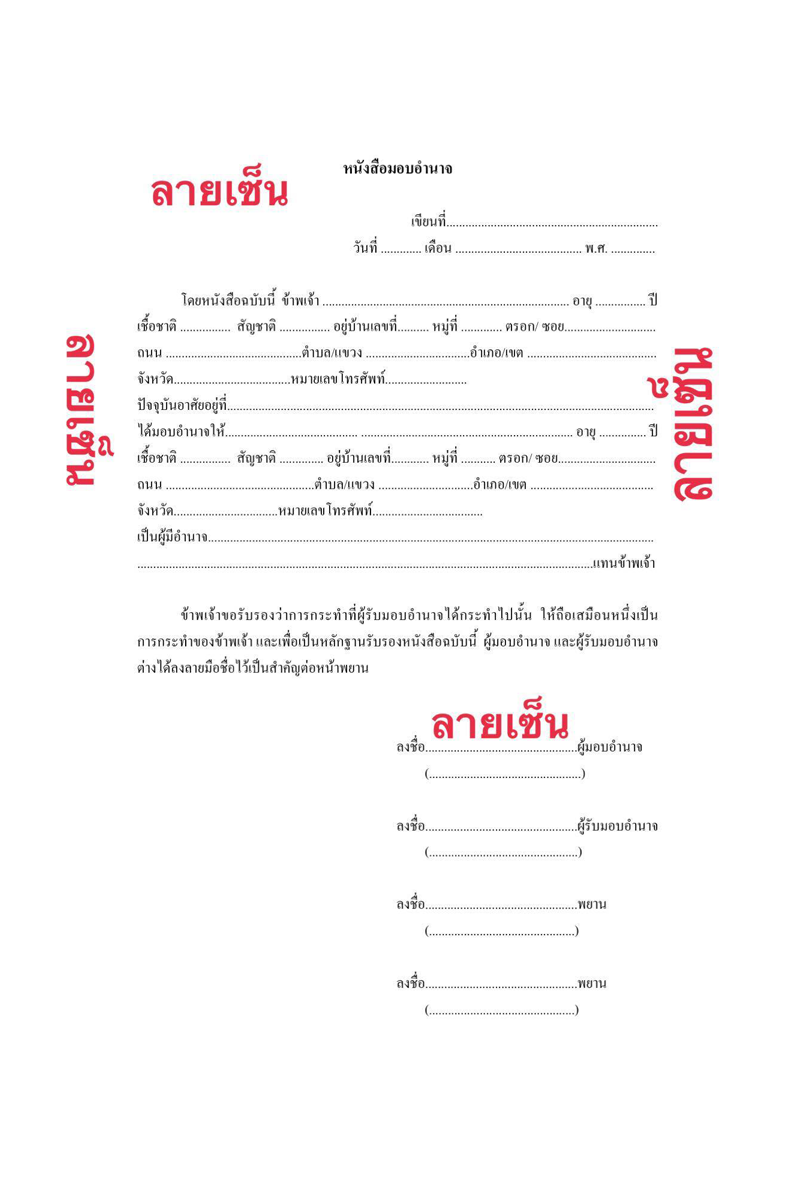 หนังสือมอบอำนาจ
ลายเซ็น
เขียนที่..................................................................
วันที่ ............. เดือน ........................................ พ.ศ. ..............
โดยหนังสือฉบับนี้ ข้าพเจ้า .............................................................................. อายุ ................ ปี
เชื้อชาติ ................ สัญชาติ ................ อยู่บ้านเลขที่.......... หมู่ที่ ............. ตรอก/ ซอย.............................
ถนน ...........................................ตำบล/แขวง .................................อำเภอ/เขต .........................................
จังหวัด.....................................หมายเลขโทรศัพท์..........................
ปัจจุบันอาศัยอยู่ที่.......................................................................................................................................
ได้มอบอำนาจให้.......................................... ................................................................... อายุ ............... ปี
เชื้อชาติ ................ สัญชาติ .............. อยู่บ้านเลขที่............ หมู่ที่ ........... ตรอก/ ซอย...............................
ถนน ...............................................ตำบล/แขวง ..............................อำเภอ/เขต .......................................
จังหวัด.................................หมายเลขโทรศัพท์...................................
เป็นผู้มีอำนาจ.............................................................................................................................................
................................................................................................................................................แทนข้าพเจ้า
ลายเซ็น
ลายเซ็น
ข้าพเจ้าขอรับรองว่าการกระทำที่ผู้รับมอบอำนาจได้กระทำไปนั้น ให้ถือเสมือนหนึ่งเป็น
การกระทำของข้าพเจ้า และเพื่อเป็นหลักฐานรับรองหนังสือฉบับนี้ ผู้มอบอำนาจ และผู้รับมอบอำนาจ
ต่างได้ลงลายมือชื่อไว้เป็นสำคัญต่อหน้าพยาน
ลายเซ็น
ลงชื่อ................................................ผู้มอบอำนาจ
(................................................)
ลงชื่อ................................................ผู้รับมอบอำนาจ
(...............................................)
ลงชื่อ................................................พยาน
(..............................................)
ลงชื่อ................................................พยาน
(..............................................)